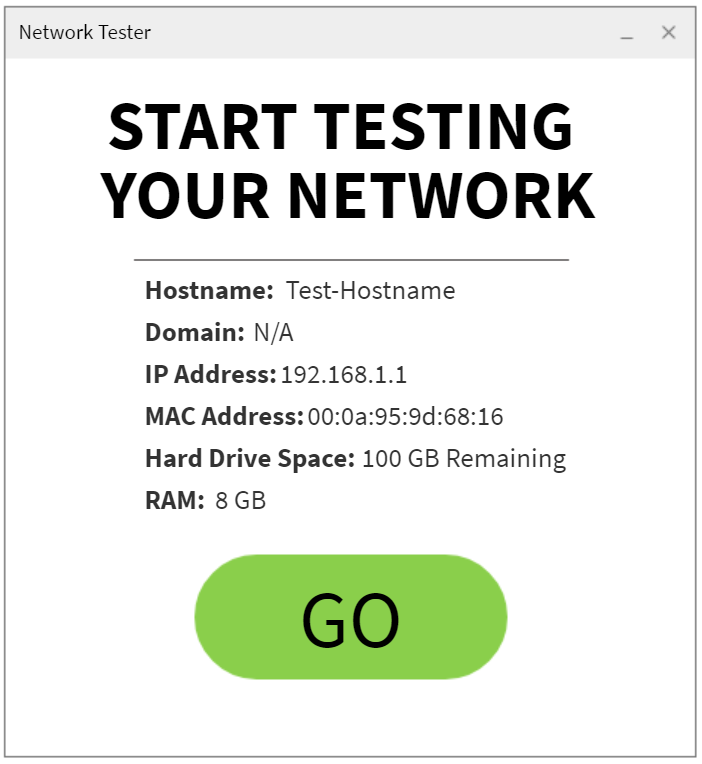 Network Tester
START TESTING
YOUR NETWORK
Hostname: Test-Hostname
Domain: N/A
IP Address: 192.168.1.1
MAC Address: 00:0a:95:9d:68:16
Hard Drive Space: 100 GB Remaining
RAM: 8 GB
GO